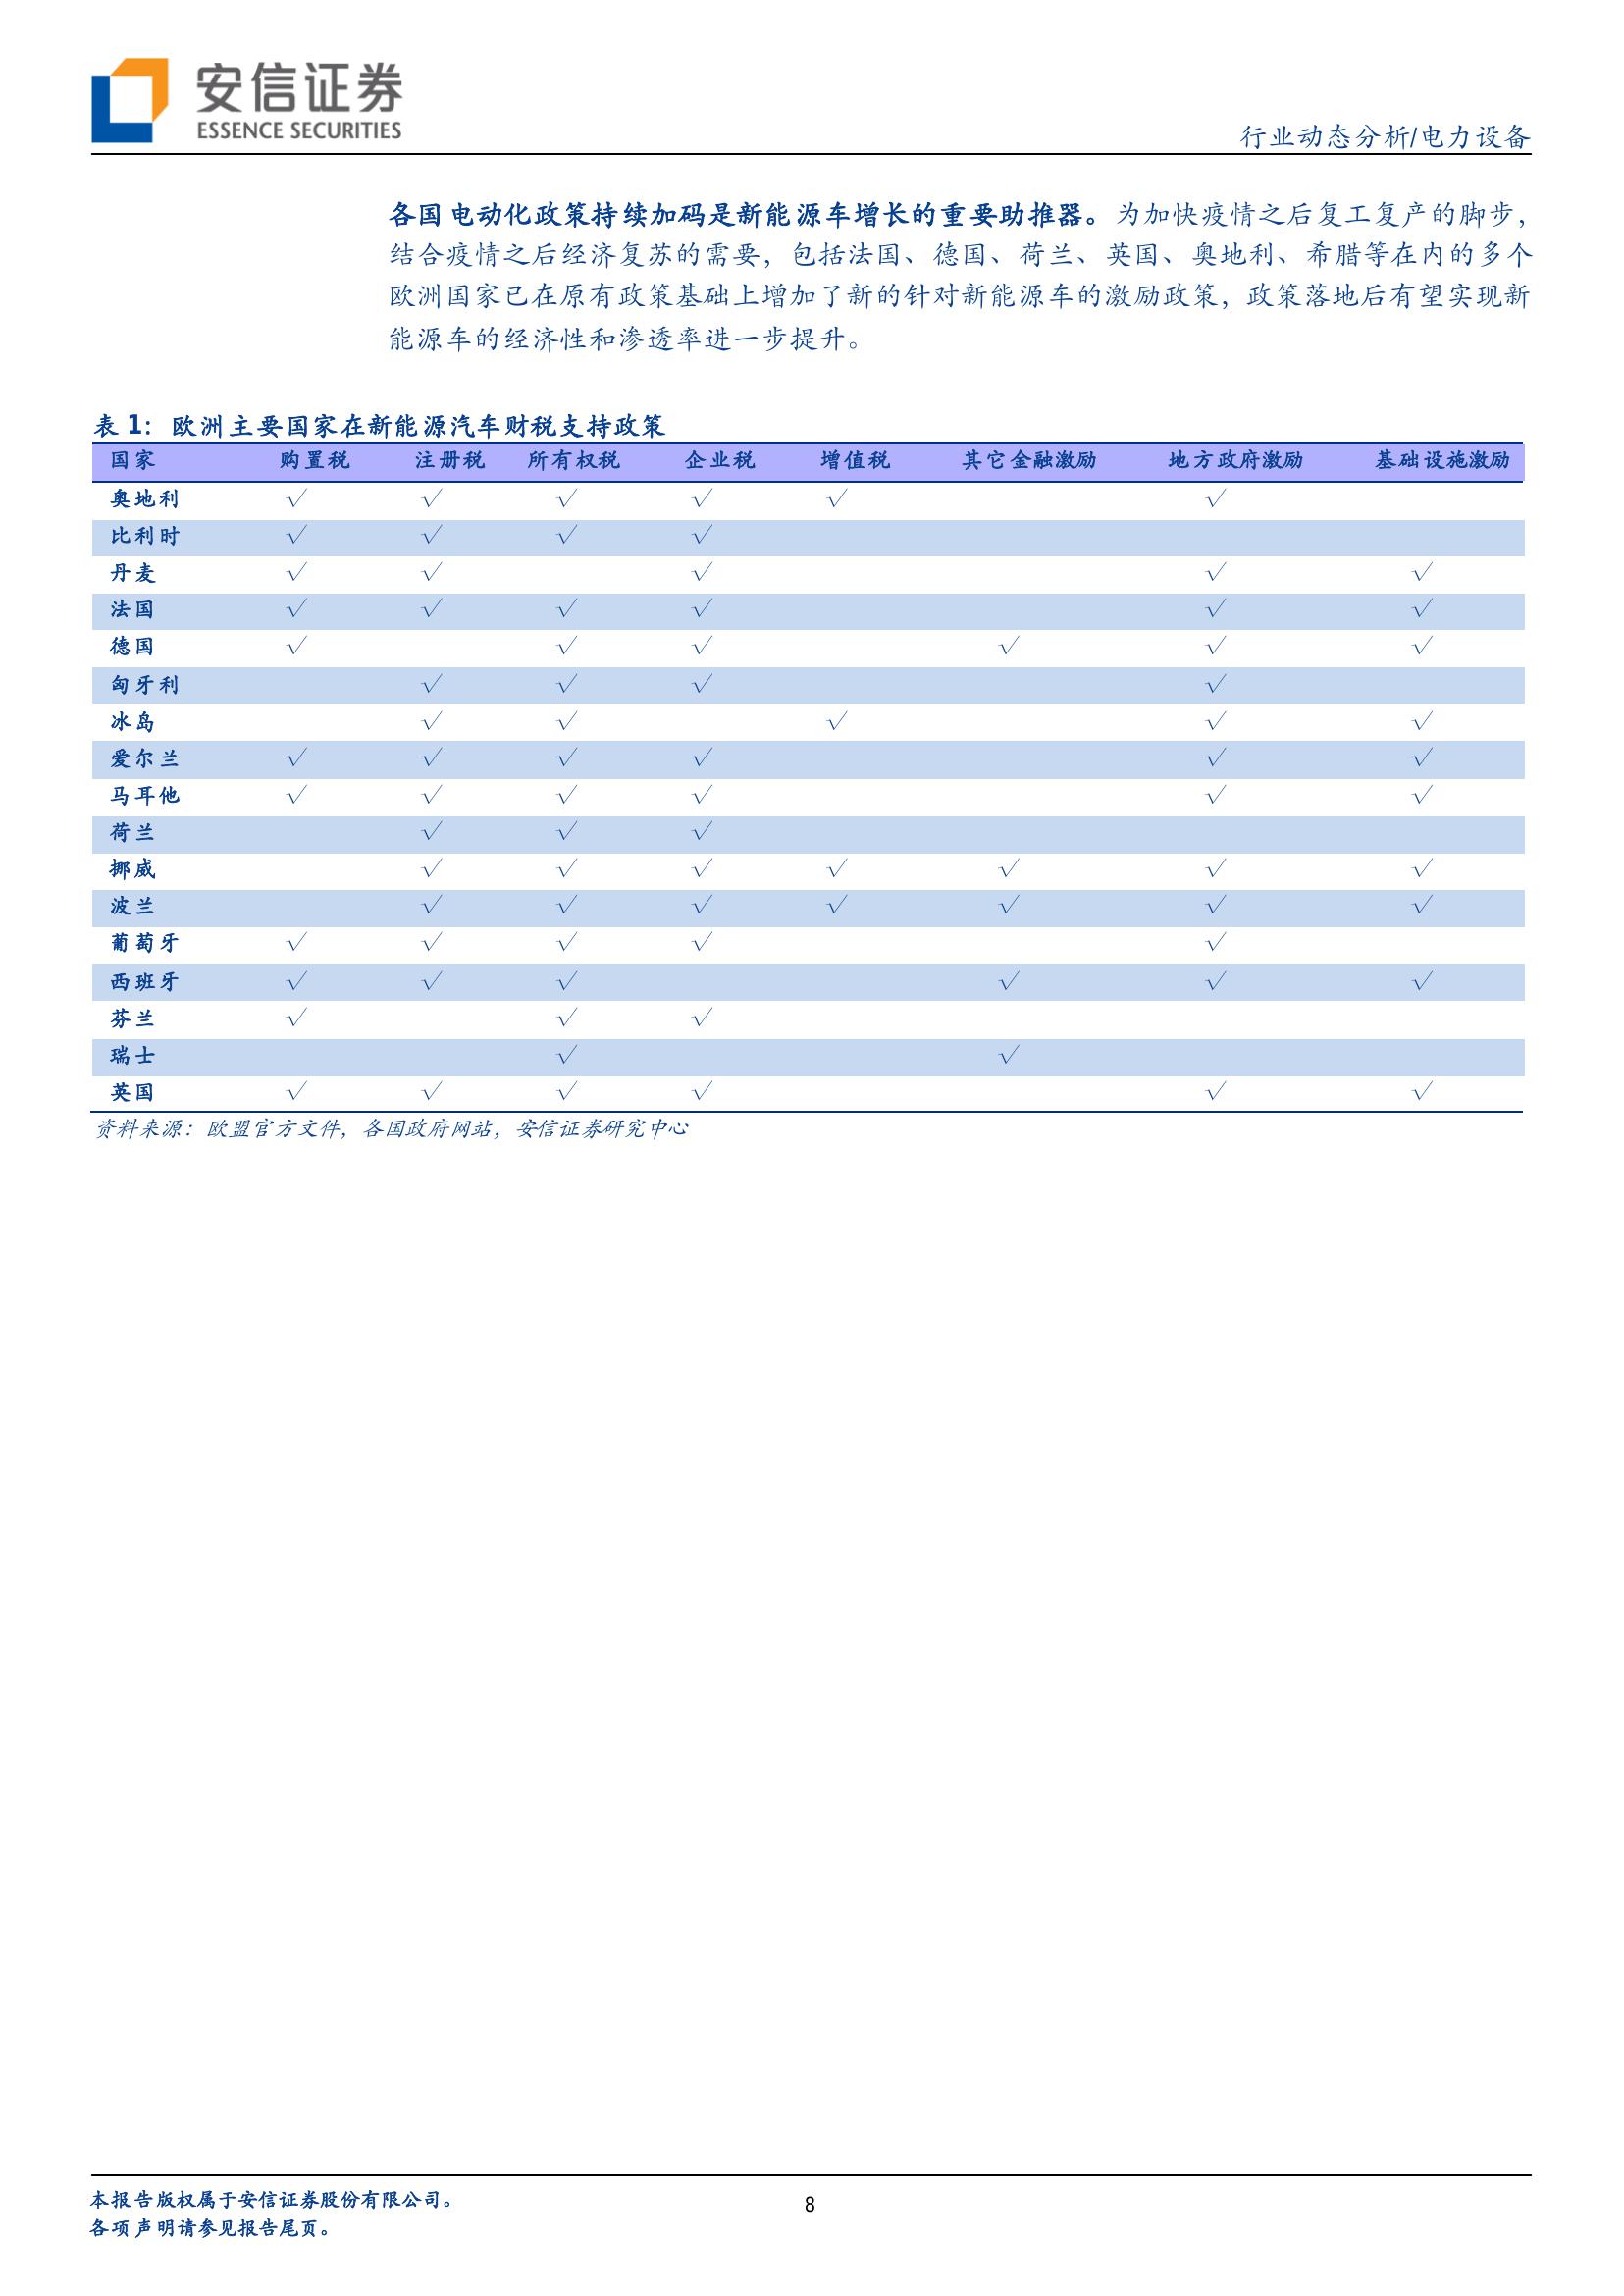 安信证券
ESSENCE SECURITIES
行业动态分析/电力设备
各国电动化政策持续加码是新能源车增长的重要助推器。为加快疫情之后复工复产的脚步，
结合疫情之后经济复苏的需要，包括法国、德国、荷兰、英国、奥地利、希腊等在内的多个
欧洲国家已在原有政策基础上增加了新的针对新能源车的激励政策，政策落地后有望实现新
能源车的经济性和渗透率进一步提升。
表 1：欧洲主要国家在新能源汽车财税支持政策
国家 购置税 注册税 所有权税 企业税 增值税 其它金融激励 地方政府激励 基础设施激励
奥地利 √ √ √ √ √ √
比利时 √ √ √ √
丹麦 √ √ √ √ √
法国 √ √ √ √ √ √
德国 √ √ √ √ √ √
匈牙利 √ √ √ √
冰岛 √ √ √ √ √
爱尔兰 √ √ √ √ √ √
马耳他 √ √ √ √ √ √
荷兰 √ √ √
挪威 √ √ √ √ √ √ √
波兰 √ √ √ √ √ √ √
葡萄牙 √ √ √ √ √
西班牙 √ √ √ √ √ √
芬兰 √ √ √
瑞士 √ √
英国 √ √ √ √ √ √
资料来源：欧盟官方文件，各国政府网站，安信证券研究中心
本报告版权属于安信证券股份有限公司。
各项声明请参见报告尾页。
8